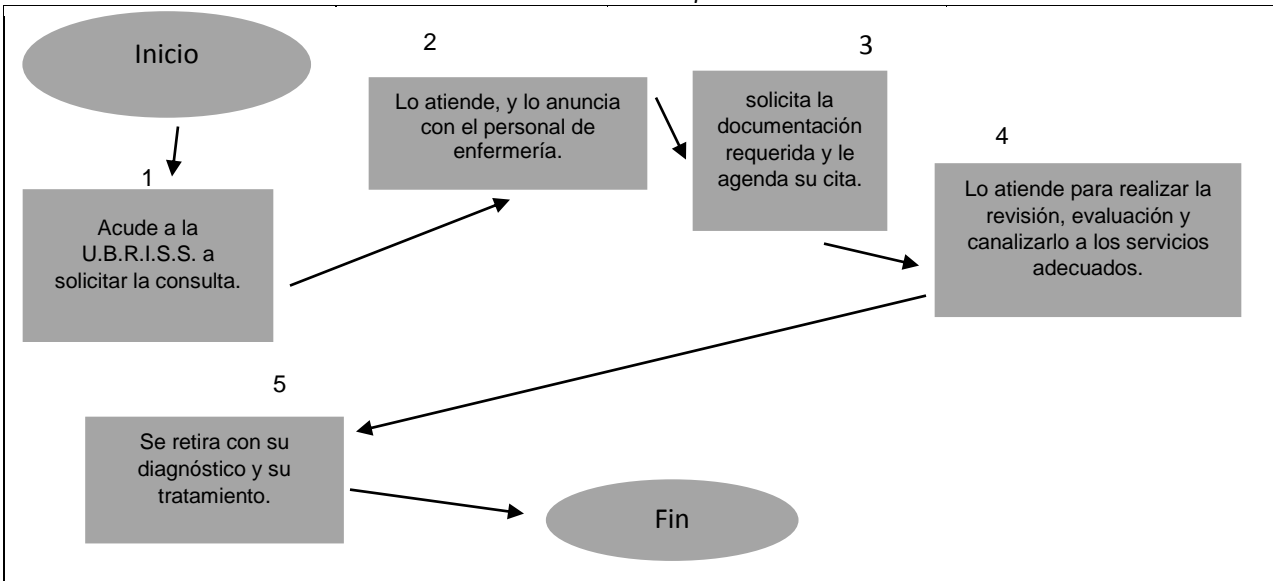 Inicio
1
Acude a la
U.B.R.I.S.S. a
solicitar la consulta.
2
Lo atiende, y lo anuncia
con el personal de
enfermería.
3
solicita la
documentación
requerida y le
agenda su cita.
4
Lo atiende para realizar la
revisión, evaluación y
canalizarlo a los servicios
adecuados.
5
Se retira con su
diagnóstico y su
tratamiento.
Fin